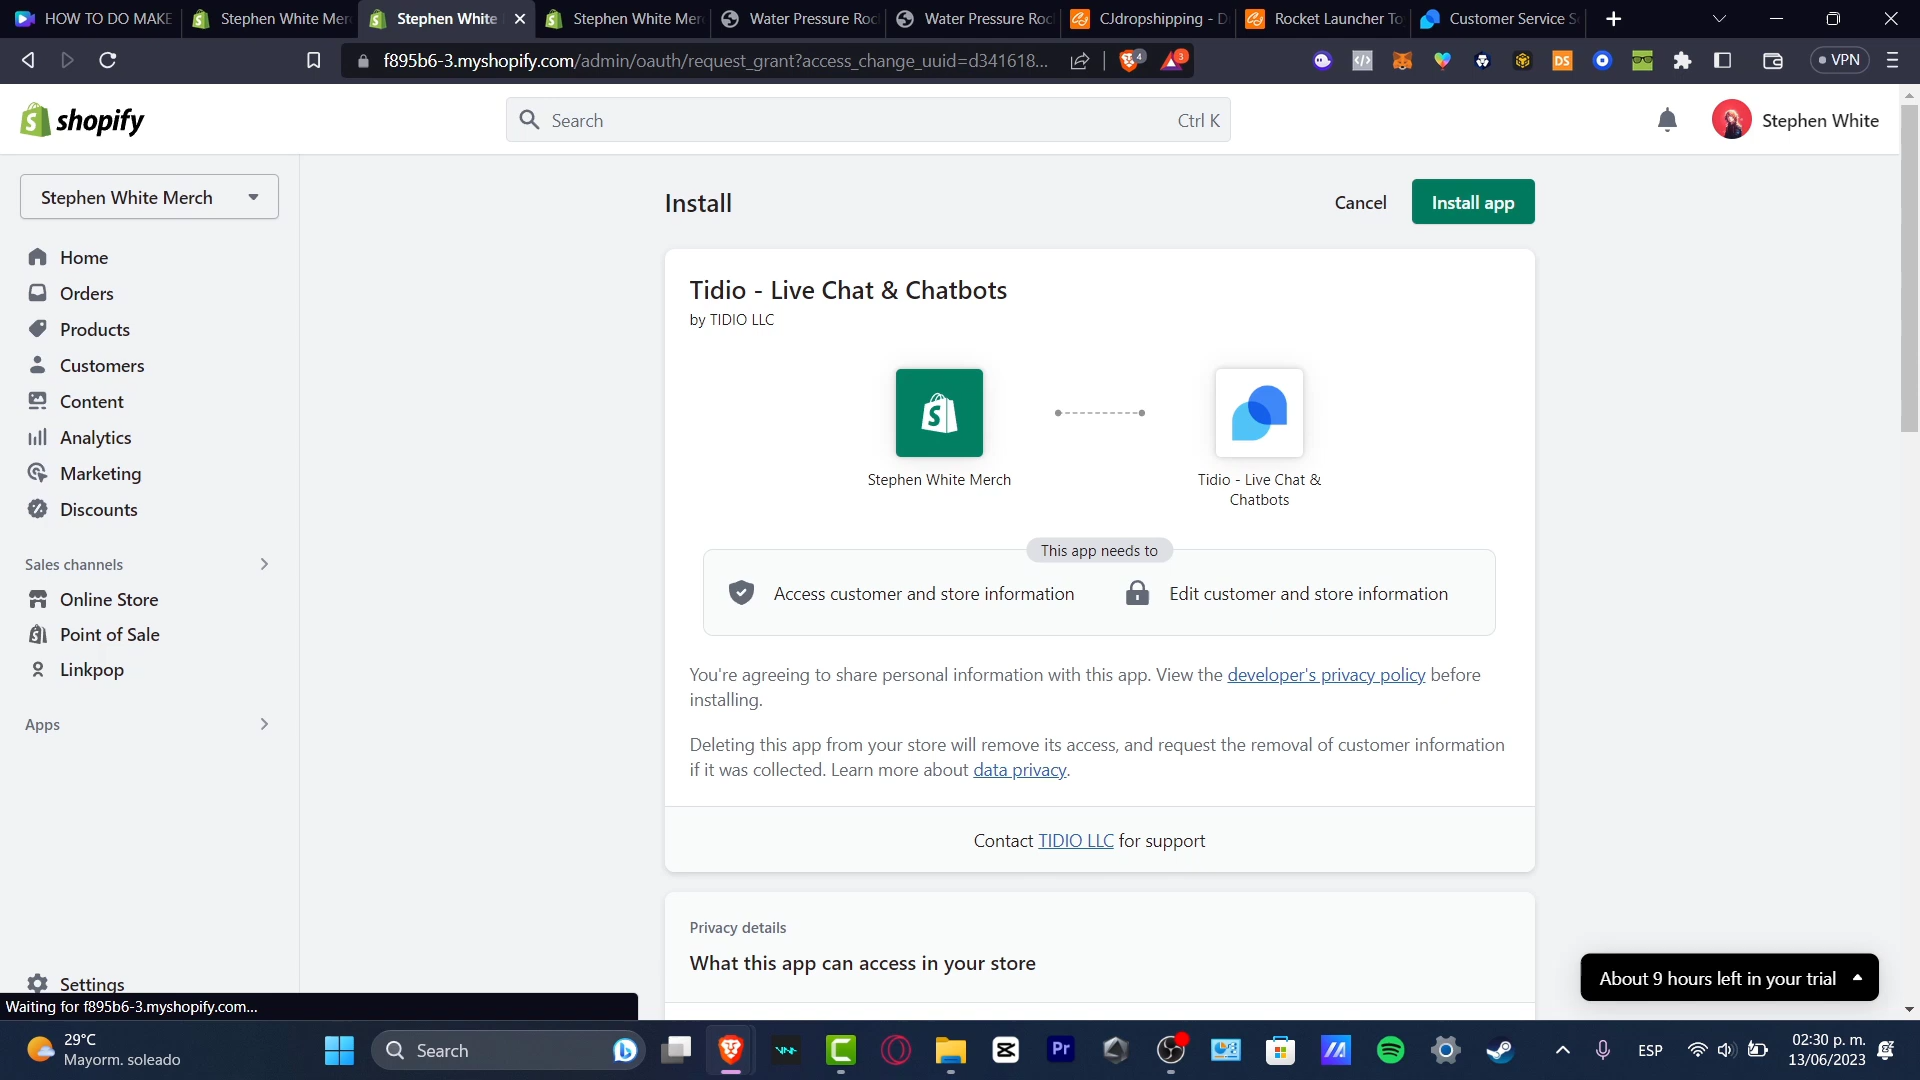 HOW TO DO MAKE
Stephen White Mer
Stephen White
Stephen White Mer
Water Pressure Roc
Water Pressure Roc
CJdropshipping - D
Rocket Launcher To
Customer Service S
f895b6-3.myshopify.com/admin/oauth/request_grant?access_change_uuid=d341618...
4
3
DS
VPN
shopify
Search
Ctrl K
Stephen White
Stephen White Merch
Home
Orders
Products
Customers
Content
Analytics
Marketing
Discounts
Sales channels
Online Store
Point of Sale
Linkpop
Apps
Settings
Install
Cancel
Install app
Tidio - Live Chat & Chatbots
by TIDIO LLC
Stephen White Merch
Tidio - Live Chat &
Chatbots
This app needs to
Access customer and store information
Edit customer and store information
You're agreeing to share personal information with this app. View the developer's privacy policy before
installing.
Deleting this app from your store will remove its access, and request the removal of customer information
if it was collected. Learn more about data privacy.
Contact TIDIO LLC for support
Privacy details
What this app can access in your store
About 9 hours left in your trial
Waiting for f895b6-3.myshopify.com...
29°C
Mayorm. soleado
Search
Pr
ESP
02:30 p. m.
13/06/2023